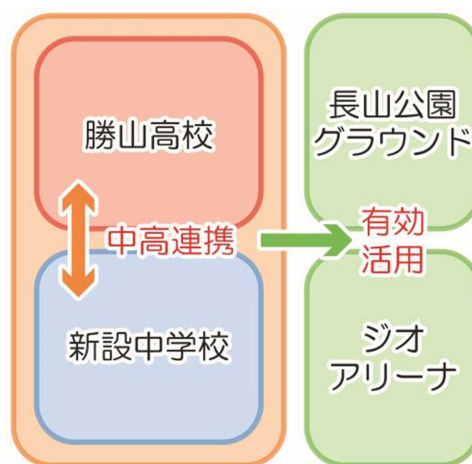 勝山高校
中高連携
新設中学校
長山公園
グラウンド
有効
活用
ジオ
アリーナ